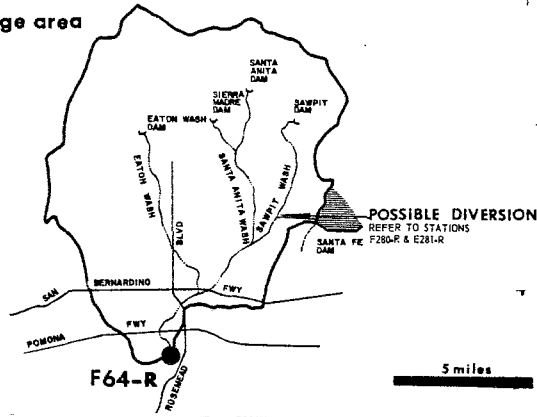 ge area
SANTA
ANITA
DAM
SIERRA
MADRE
DAM
SAWPIT
DAM
EATON WASH
DAM
EATON WASH
SANTA ANITA WASH
SAWPIT WASH
BLVD
POSSIBLE DIVERSION
REFER TO STATIONS
F280-R & E281-R
SANTA FE
DAM
SAN BERNARDINO FWY
POMONA FWY
F64-R
ROSEMEAD
5 miles